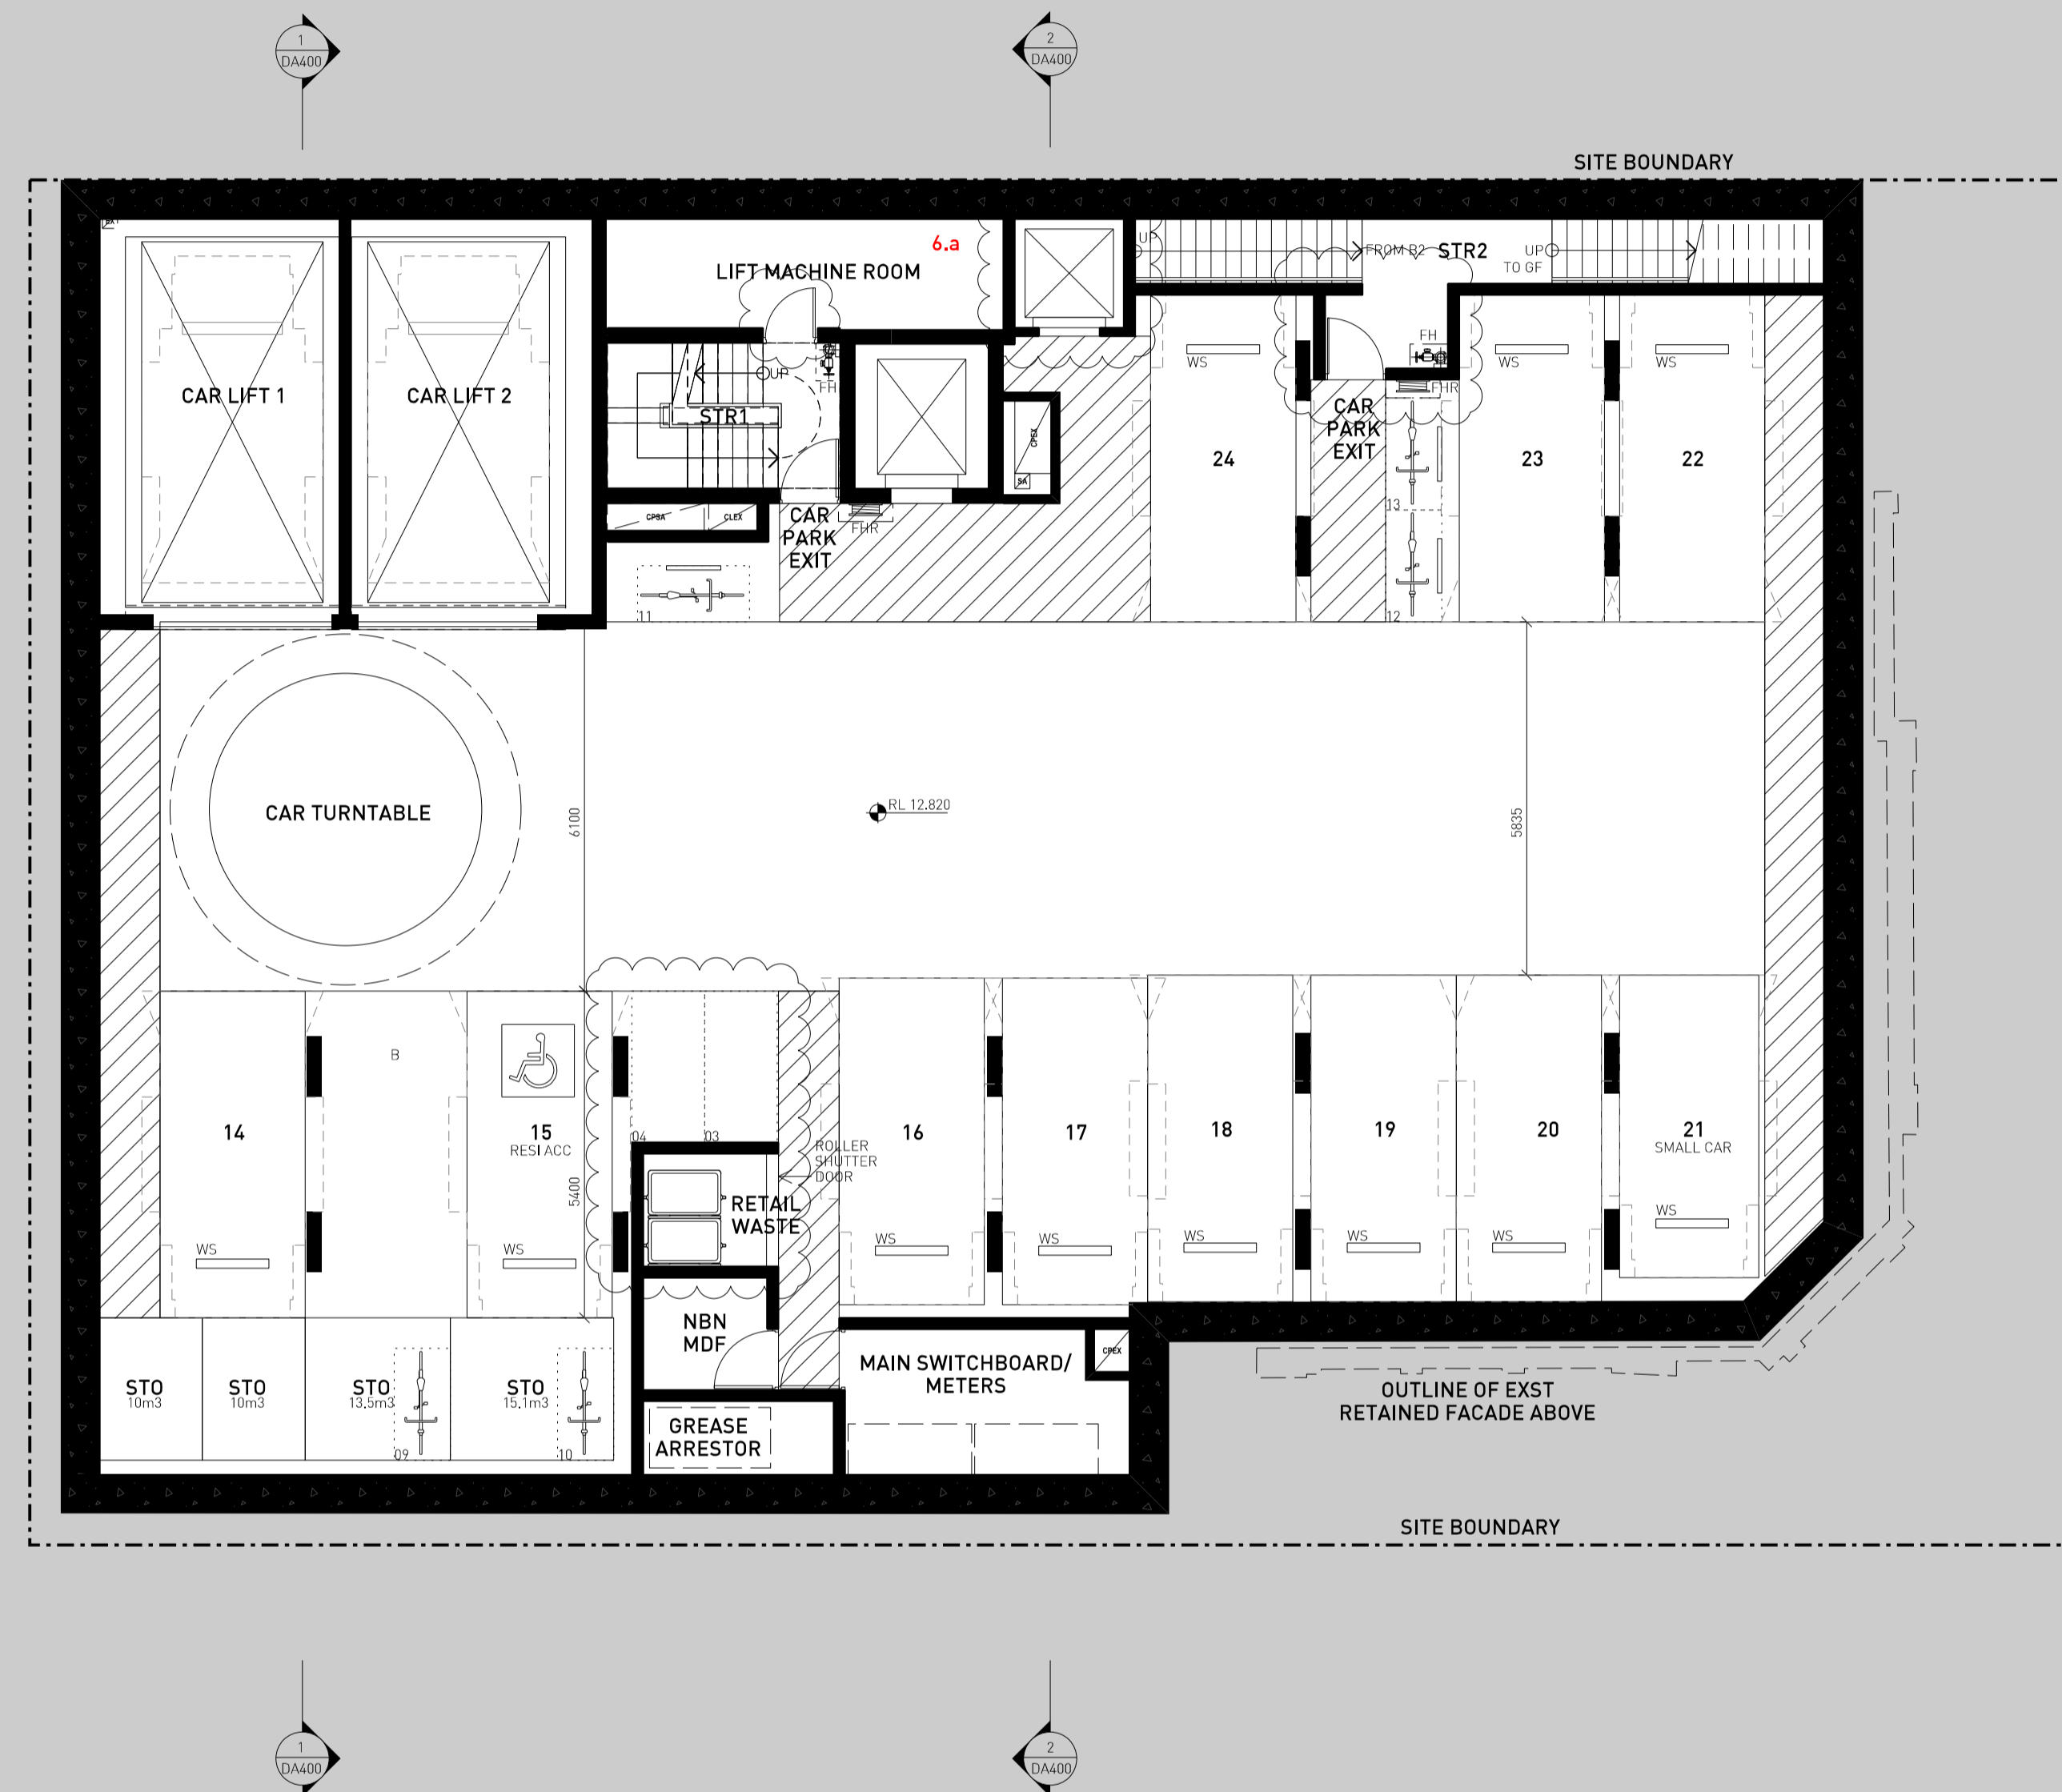 1
DA400
2
DA400
SITE BOUNDARY
6.a
LIFT MACHINE ROOM
UP
FROM B2
STR2
UP
TO GF
CAR LIFT 1
CAR LIFT 2
UP
STR1
FH
FH
FHR
WS
WS
WS
CAR
PARK
EXIT
24
23
22
CPEX
SA
13
12
CPSA
CLEX
CAR
PARK
EXIT
FHR
11
CAR TURNTABLE
6100
RL 12.820
5835
B
14
15
RESI ACC
04
03
ROLLER
SHUTTER
DOOR
16
17
18
19
20
21
SMALL CAR
5400
RETAIL
WASTE
WS
WS
WS
WS
WS
WS
WS
WS
NBN
MDF
MAIN SWITCHBOARD/
METERS
CPEX
STO
10m3
STO
10m3
STO
13.5m3
STO
15.1m3
09
10
GREASE
ARRESTOR
OUTLINE OF EXST
RETAINED FACADE ABOVE
SITE BOUNDARY
1
DA400
2
DA400